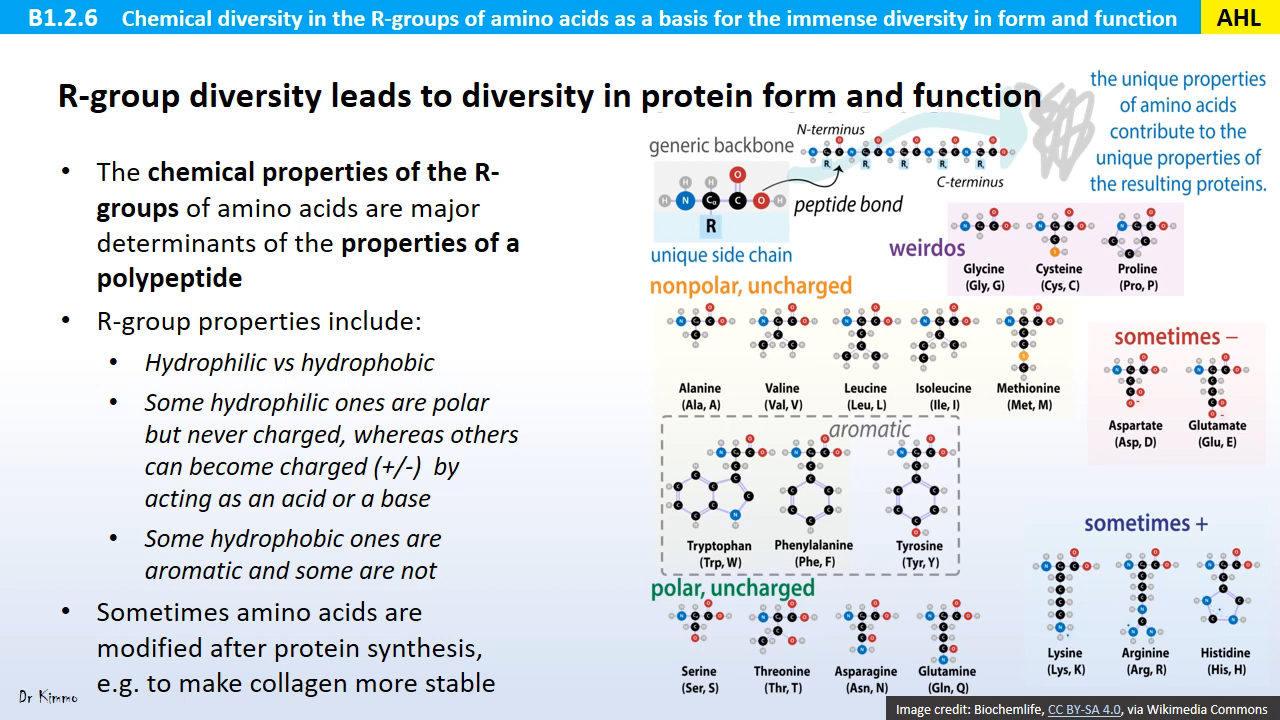 B1.2.6 Chemical diversity in the R-groups of amino acids as a basis for the immense diversity in form and function AHL
R-group diversity leads to diversity in protein form and function
• The chemical properties of the R-
groups of amino acids are major
determinants of the properties of a
polypeptide
• R-group properties include:
• Hydrophilic vs hydrophobic
• Some hydrophilic ones are polar
but never charged, whereas others
can become charged (+/-) by
acting as an acid or a base
• Some hydrophobic ones are
aromatic and some are not
• Sometimes amino acids are
modified after protein synthesis,
e.g. to make collagen more stable
Dr Kimmo
the unique properties
of amino acids
contribute to the
unique properties of
the resulting proteins.
generic backbone
N-terminus
R R R R R
C-terminus
H H O
H N Cα C O H
R
peptide bond
unique side chain
weirdos
Glycine Cysteine Proline
(Gly, G) (Cys, C) (Pro, P)
nonpolar, uncharged
Alanine Valine Leucine Isoleucine Methionine
(Ala, A) (Val, V) (Leu, L) (Ile, I) (Met, M)
sometimes –
Aspartate Glutamate
(Asp, D) (Glu, E)
aromatic
Tryptophan Phenylalanine Tyrosine
(Trp, W) (Phe, F) (Tyr, Y)
sometimes +
Lysine Arginine Histidine
(Lys, K) (Arg, R) (His, H)
polar, uncharged
Serine Threonine Asparagine Glutamine
(Ser, S) (Thr, T) (Asn, N) (Gln, Q)
Image credit: Biochemlife, CC BY-SA 4.0, via Wikimedia Commons